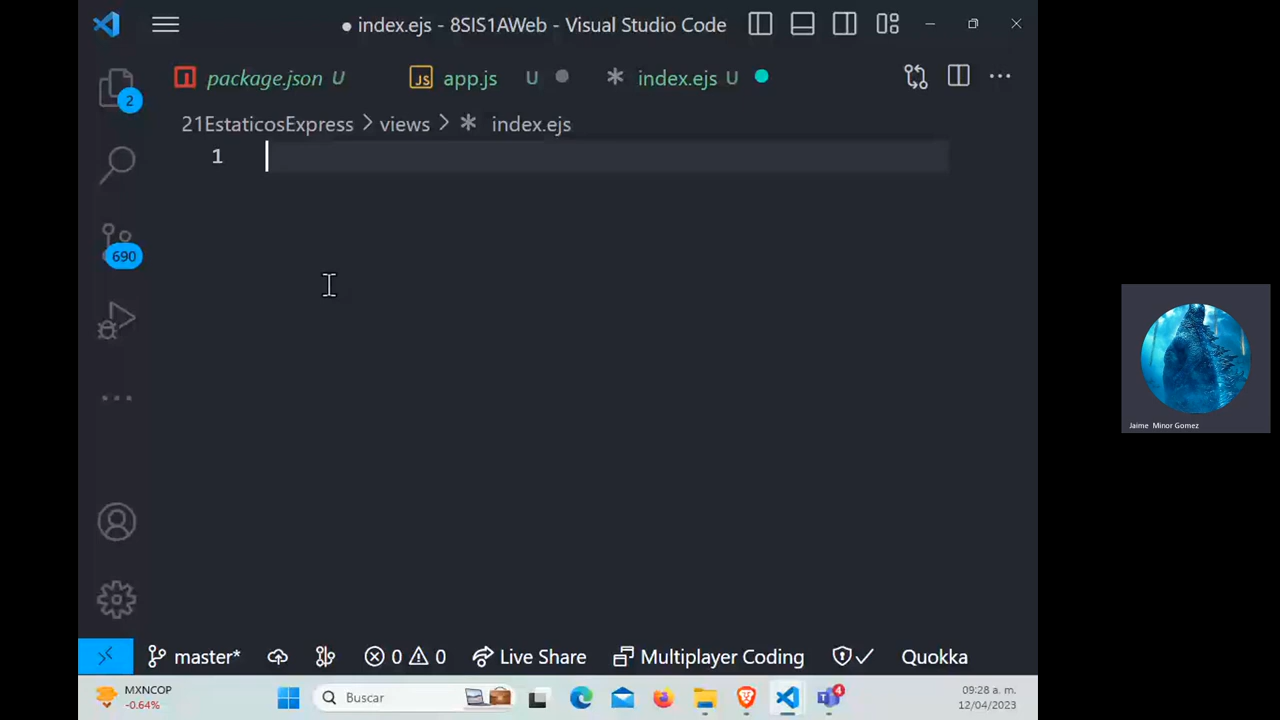 ● index.ejs - 8SIS1AWeb - Visual Studio Code
package.json U
JS app.js U
index.ejs U
21EstaticosExpress > views > index.ejs
1
2
690
Jaime Minor Gomez
master* 0 0 Live Share Multiplayer Coding Quokka
MXNCOP
-0.64%
Buscar
4
09:28 a. m.
12/04/2023